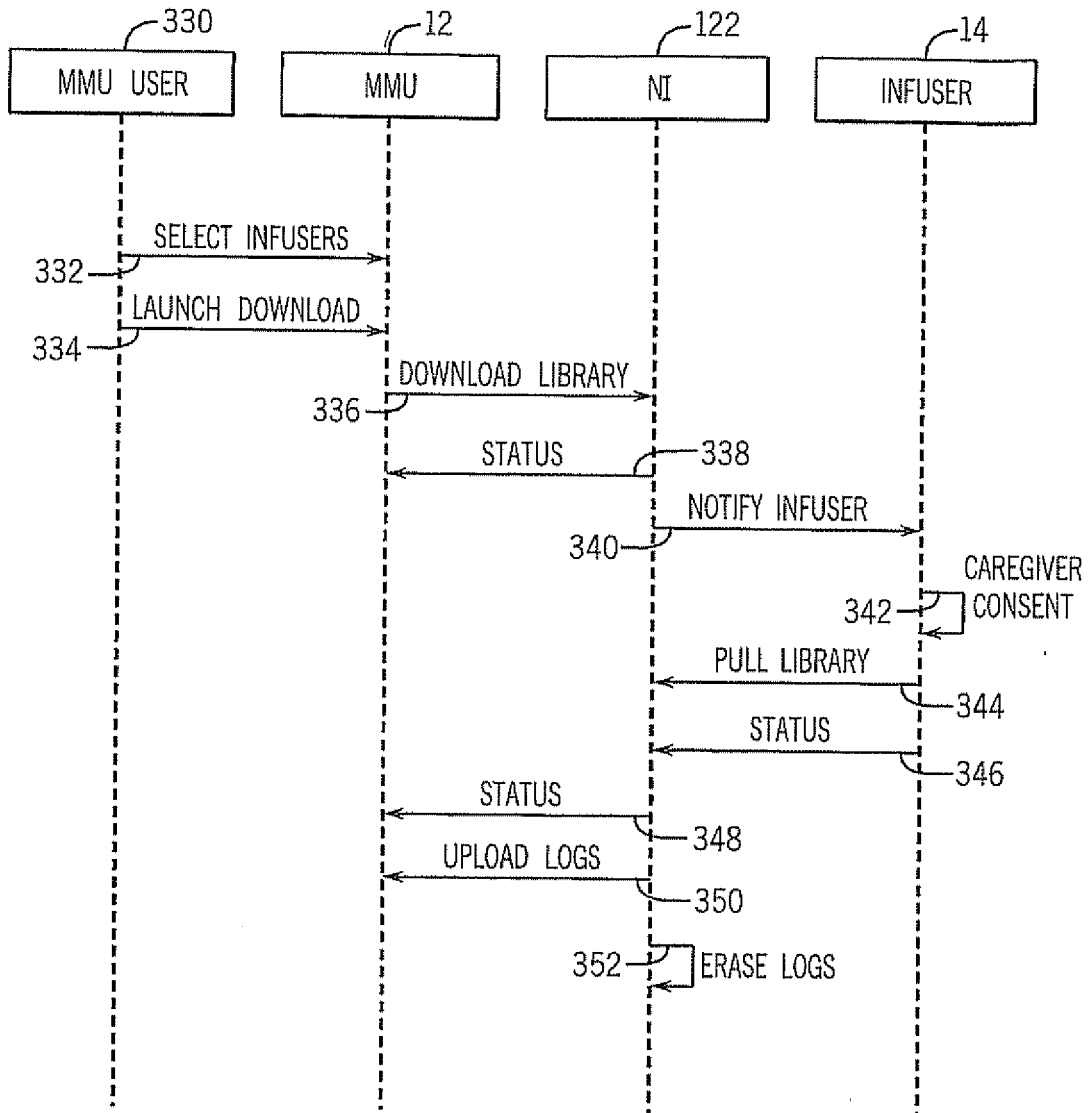 330
12
122
14
MMU USER
MMU
NI
INFUSER
SELECT INFUSERS
332
LAUNCH DOWNLOAD
334
DOWNLOAD LIBRARY
336
STATUS
338
NOTIFY INFUSER
340
CAREGIVER
CONSENT
342
PULL LIBRARY
344
STATUS
346
STATUS
348
UPLOAD LOGS
350
352
ERASE LOGS